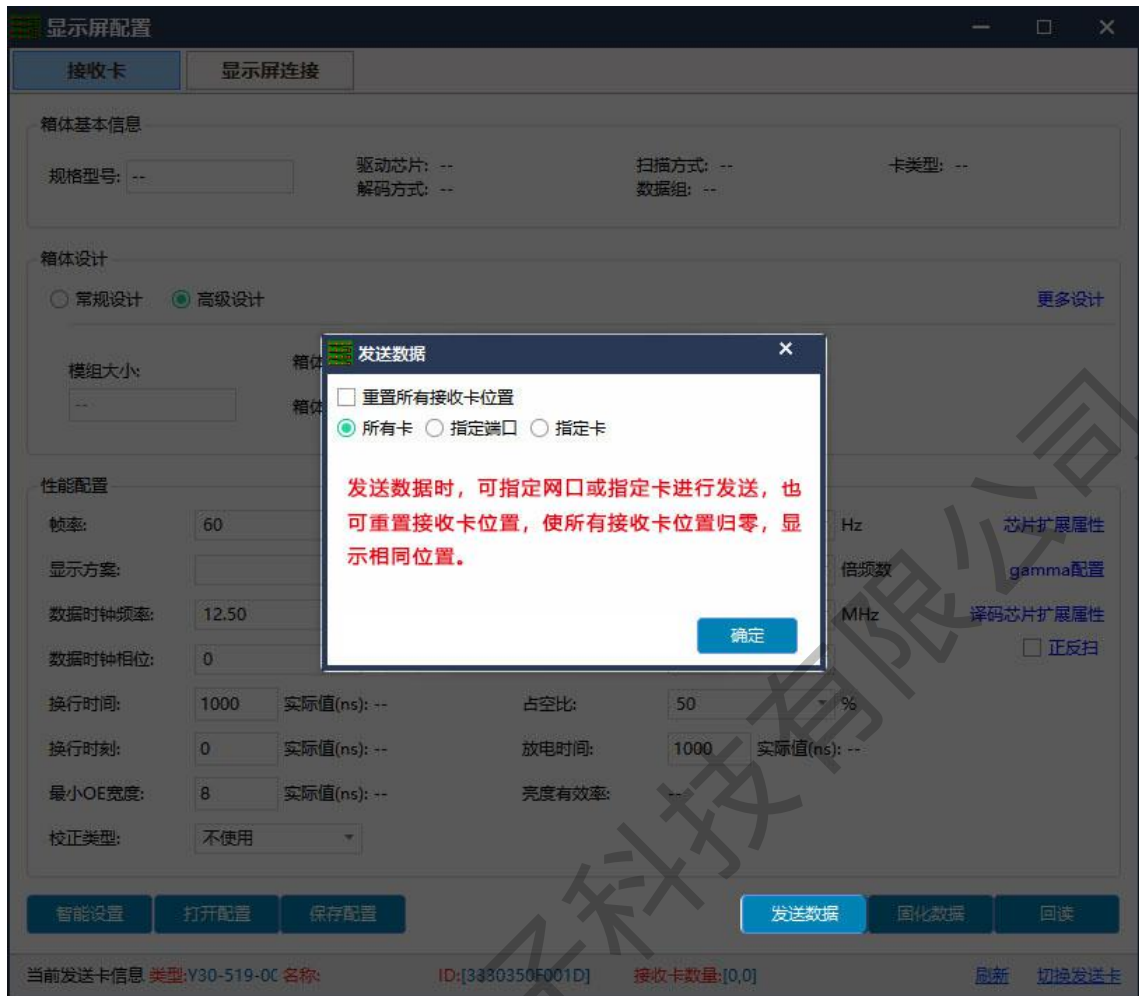 显示屏配置
接收卡 显示屏连接
箱体基本信息
规格型号: -- 驱动芯片: -- 扫描方式: -- 卡类型: --
解码方式: -- 数据组: --
箱体设计
常规设计 高级设计 更多设计
模组大小: 箱体
-- 箱体
发送数据
重置所有接收卡位置
所有卡 指定端口 指定卡
发送数据时，可指定网口或指定卡进行发送，也
可重置接收卡位置，使所有接收卡位置归零，显
示相同位置。
确定
性能配置
帧率: 60 Hz 芯片扩展属性
显示方案: 倍频数 gamma配置
数据时钟频率: 12.50 MHz 译码芯片扩展属性
数据时钟相位: 0 正反扫
换行时间: 1000 实际值(ns): -- 占空比: 50 %
换行时刻: 0 实际值(ns): -- 放电时间: 1000 实际值(ns): --
最小OE宽度: 8 实际值(ns): -- 亮度有效率: --
校正类型: 不使用
智能设置 打开配置 保存配置 发送数据 固化数据 回读
当前发送卡信息 类型:Y30-519-0 名称: ID:[3330350F001D] 接收卡数量:[0,0] 刷新 切换发送卡
子科技有限公司